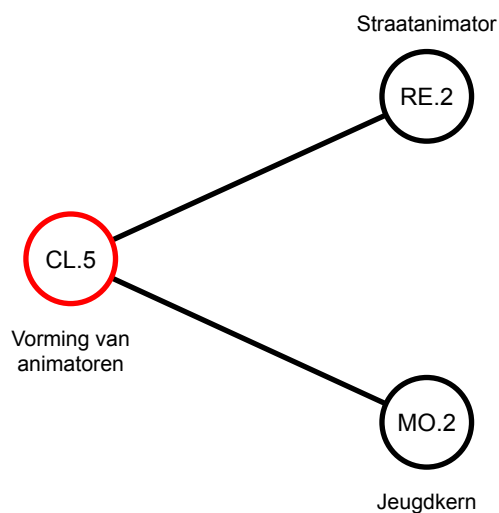 Straatanimator
RE.2
CL.5
Vorming van
animatoren
MO.2
Jeugdkern